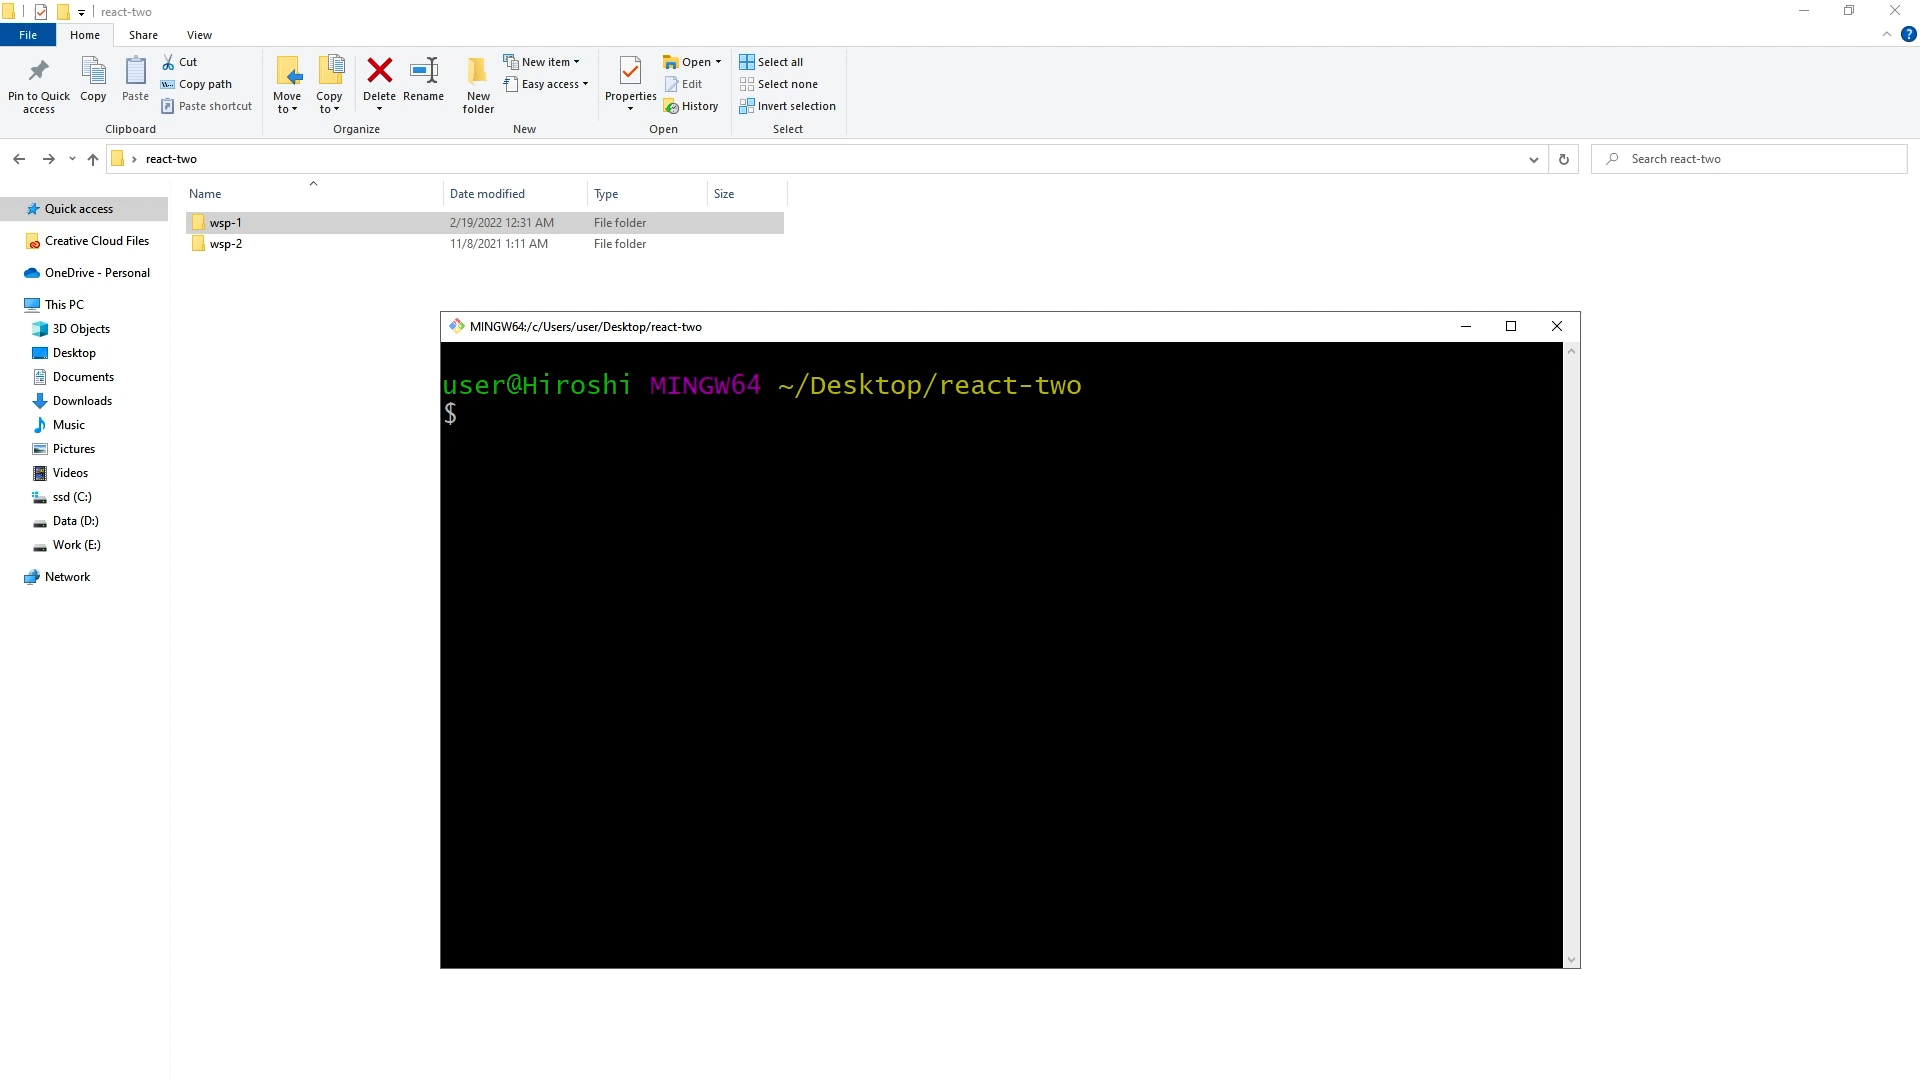 react-two
File Home Share View
Pin to Quick access
Copy
Paste
Cut
Copy path
Paste shortcut
Clipboard
Move to
Copy to
Delete
Rename
Organize
New folder
New item
Easy access
New
Properties
Open
Edit
History
Open
Select all
Select none
Invert selection
Select
react-two
Search react-two
Name Date modified Type Size
wsp-1 2/19/2022 12:31 AM File folder
wsp-2 11/8/2021 1:11 AM File folder
Quick access
Creative Cloud Files
OneDrive - Personal
This PC
3D Objects
Desktop
Documents
Downloads
Music
Pictures
Videos
ssd (C:)
Data (D:)
Work (E:)
Network
MINGW64:/c/Users/user/Desktop/react-two
user@Hiroshi MINGW64 ~/Desktop/react-two
$